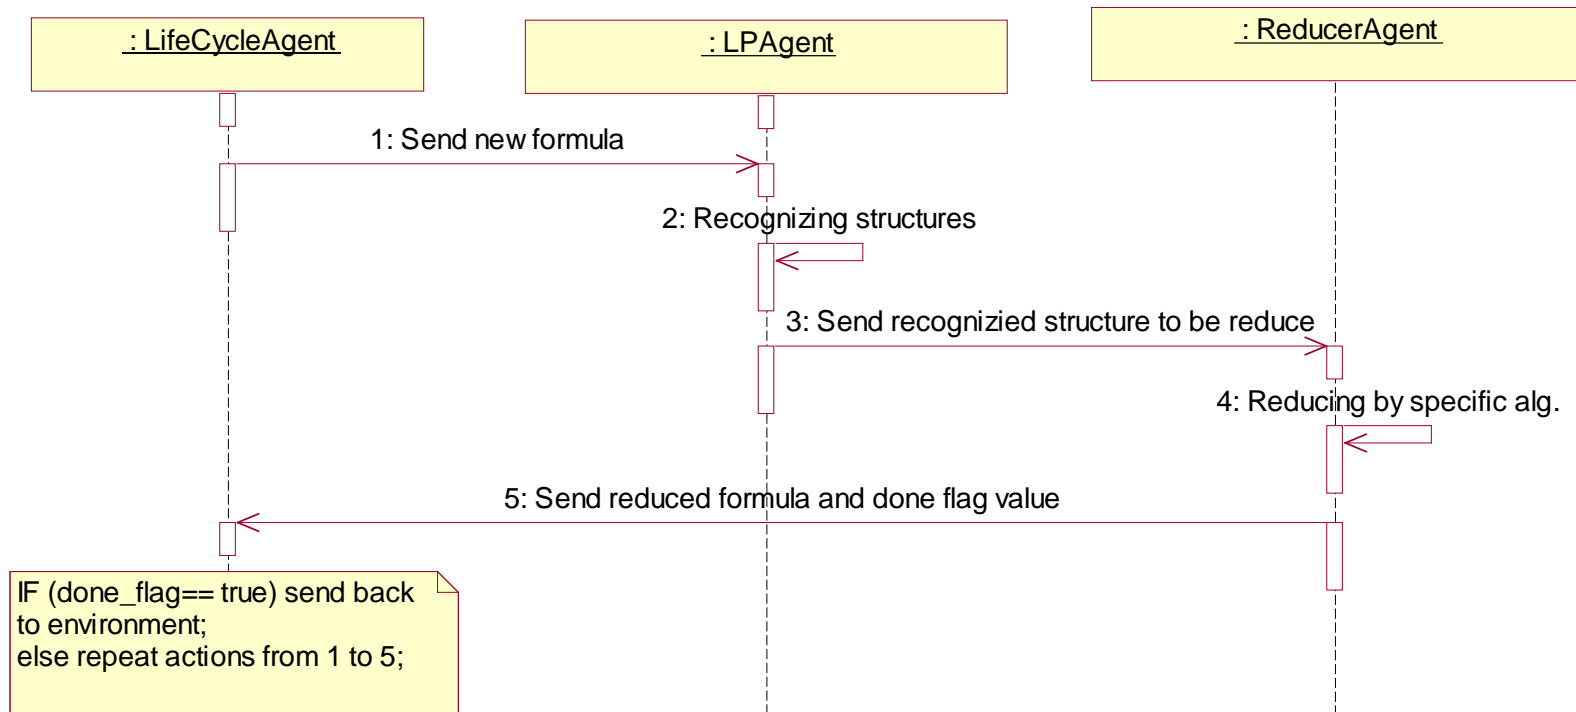 : LifeCycleAgent
: LPAgent
: ReducerAgent
1: Send new formula
2: Recognizing structures
3: Send recognizied structure to be reduce
4: Reducing by specific alg.
5: Send reduced formula and done flag value
IF (done_flag== true) send back
to environment;
else repeat actions from 1 to 5;